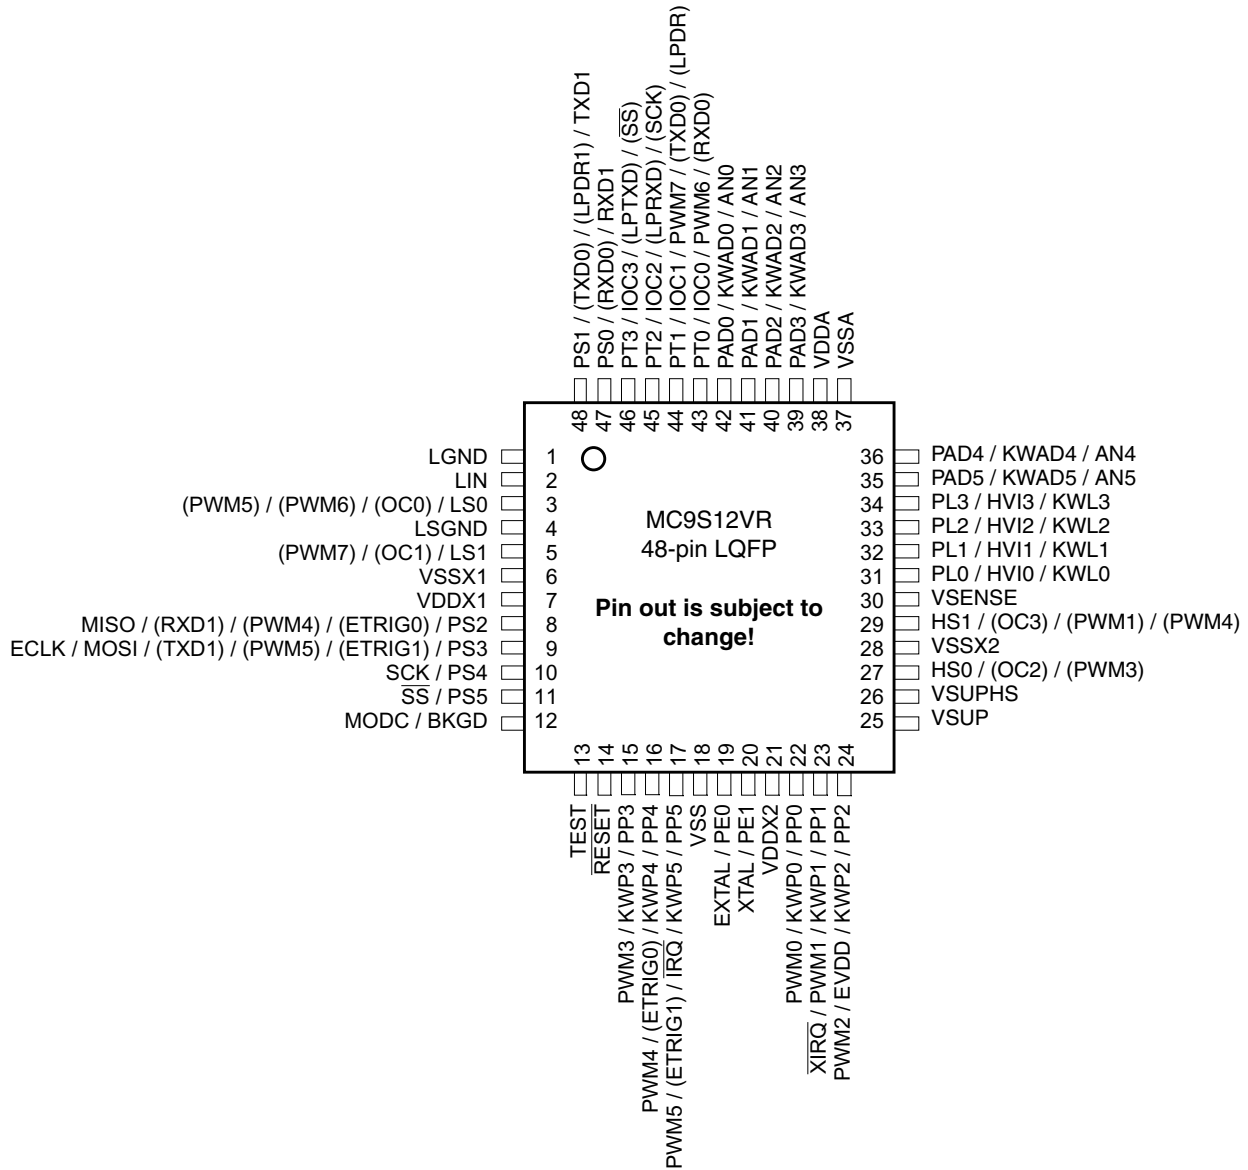 PS1 / (TXD0) / (LPDR1) / TXD1
PS0 / (RXD0) / RXD1
PT3 / IOC3 / (LPTXD) / (SS)
PT2 / IOC2 / (LPRXD) / (SCK)
PT1 / IOC1 / PWM7 / (TXD0) / (LPDR)
PT0 / IOC0 / PWM6 / (RXD0)
PAD0 / KWAD0 / AN0
PAD1 / KWAD1 / AN1
PAD2 / KWAD2 / AN2
PAD3 / KWAD3 / AN3
VDDA
VSSA
48
47
46
45
44
43
42
41
40
39
38
37
LGND 1
LIN 2
(PWM5) / (PWM6) / (OC0) / LS0 3
LSGND 4
(PWM7) / (OC1) / LS1 5
VSSX1 6
VDDX1 7
MISO / (RXD1) / (PWM4) / (ETRIG0) / PS2 8
ECLK / MOSI / (TXD1) / (PWM5) / (ETRIG1) / PS3 9
SCK / PS4 10
SS / PS5 11
MODC / BKGD 12
MC9S12VR
48-pin LQFP
Pin out is subject to
change!
36 PAD4 / KWAD4 / AN4
35 PAD5 / KWAD5 / AN5
34 PL3 / HVI3 / KWL3
33 PL2 / HVI2 / KWL2
32 PL1 / HVI1 / KWL1
31 PL0 / HVI0 / KWL0
30 VSENSE
29 HS1 / (OC3) / (PWM1) / (PWM4)
28 VSSX2
27 HS0 / (OC2) / (PWM3)
26 VSUPHS
25 VSUP
13
14
15
16
17
18
19
20
21
22
23
24
TEST
RESET
PWM3 / KWP3 / PP3
PWM4 / (ETRIG0) / KWP4 / PP4
PWM5 / (ETRIG1) / IRQ / KWP5 / PP5
VSS
EXTAL / PE0
XTAL / PE1
VDDX2
PWM0 / KWP0 / PP0
XIRQ / PWM1 / KWP1 / PP1
PWM2 / EVDD / KWP2 / PP2